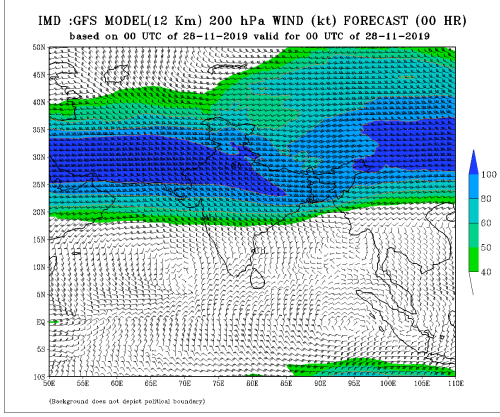 IMD :GFS MODEL(12 Km) 200 hPa WIND (kt) FORECAST (00 HR)
based on 00 UTC of 28-11-2019 valid for 00 UTC of 28-11-2019
50N
45N
40N
35N
30N
25N
20N
15N
10N
5N
EQ
5S
10S
50E 55E 60E 65E 70E 75E 80E 85E 90E 95E 100E 105E 110E
100
80
60
50
40
(Background does not depict political boundary)